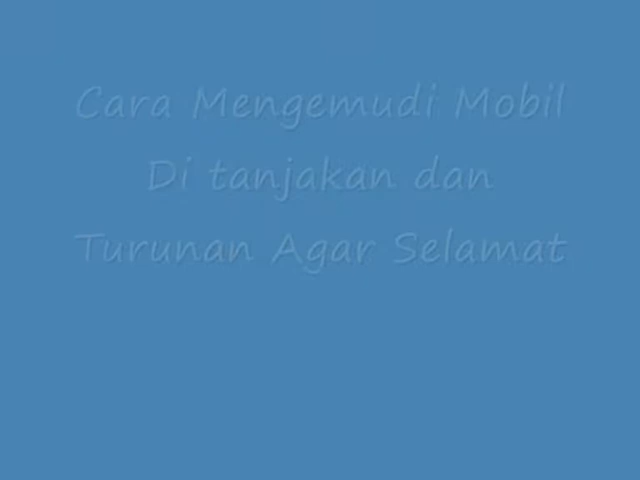 Cara Mengemudi Mobil
Di tanjakan dan
Turunan Agar Selamat